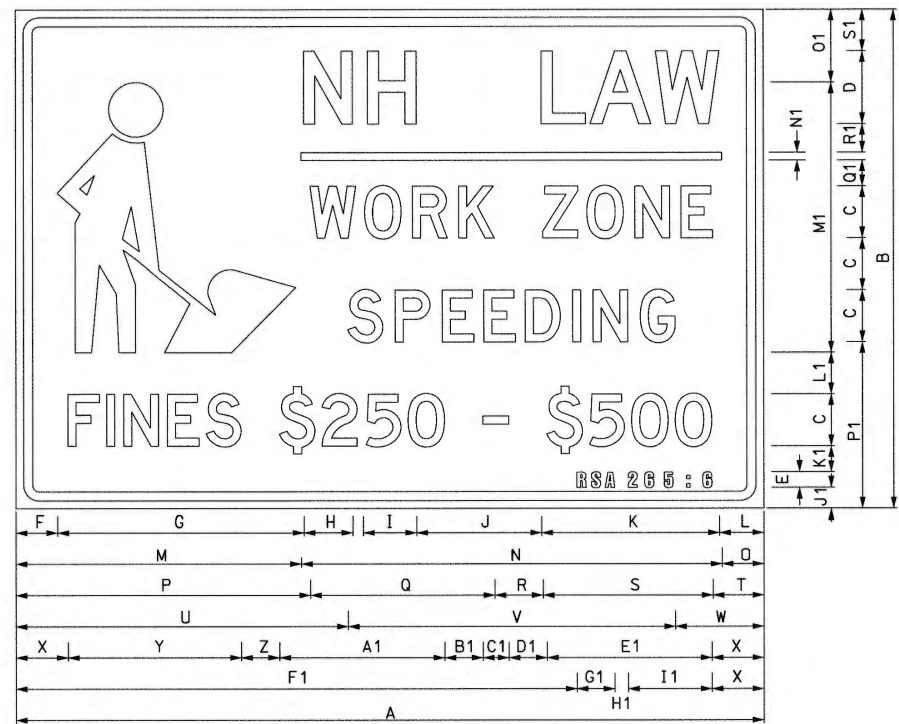 NH LAW
WORK ZONE
SPEEDING
FINES $250 - $500
RSA 265:6
O1 S1
D
N1 R1
Q1
M1 C
C
B
C
L1
C P1
K1
E
J1
F G H I J K L
M N O
P Q R S T
U V W
X Y Z A1 B1 C1 D1 E1 X
F1 G1 H1 I1 X
A